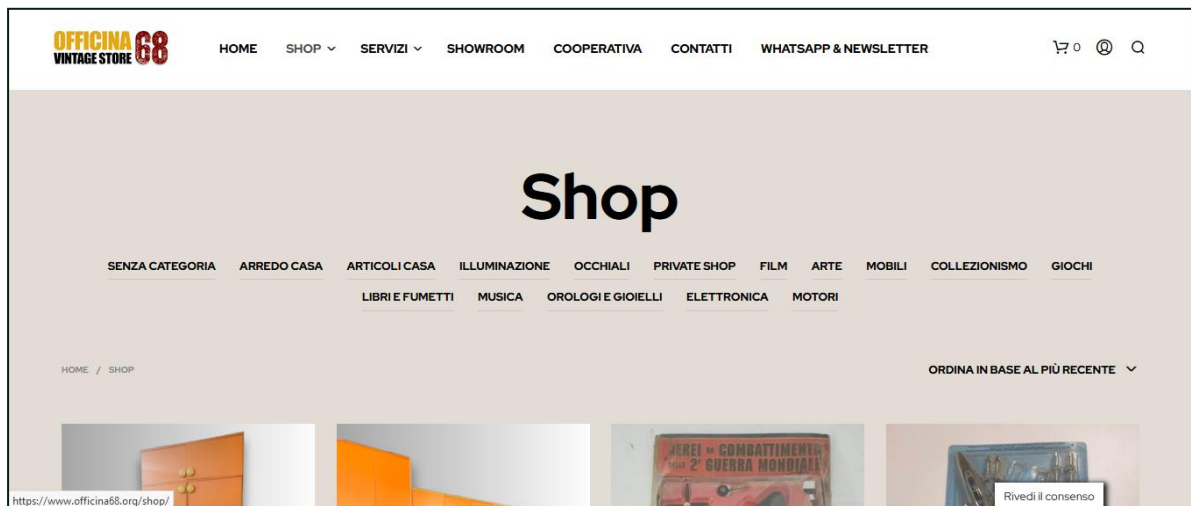 OFFICINA 68
VINTAGE STORE
HOME SHOP SERVIZI SHOWROOM COOPERATIVA CONTATTI WHATSAPP & NEWSLETTER 0
Shop
SENZA CATEGORIA ARREDO CASA ARTICOLI CASA ILLUMINAZIONE OCCHIALI PRIVATE SHOP FILM ARTE MOBILI COLLEZIONISMO GIOCHI
LIBRI E FUMETTI MUSICA OROLOGI E GIOIELLI ELETTRONICA MOTORI
HOME / SHOP ORDINA IN BASE AL PIÙ RECENTE
AEREI DI COMBATTIMENTO
DELLA 2ª GUERRA MONDIALE
https://www.officina68.org/shop/ Rivedi il consenso